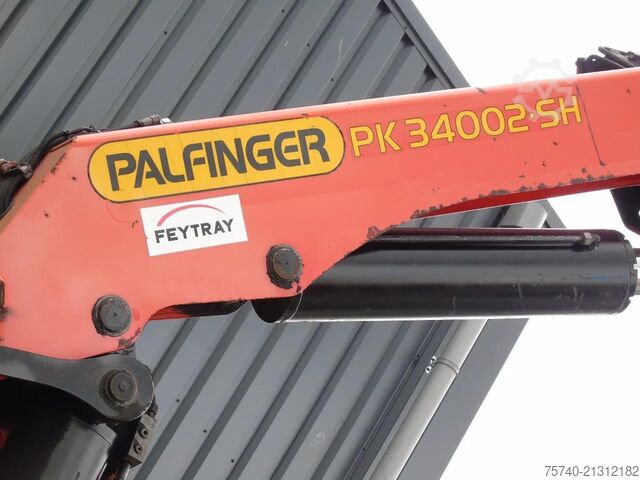 PALFINGER
PK 34002·SH
FEYTRAY
75740-21312182